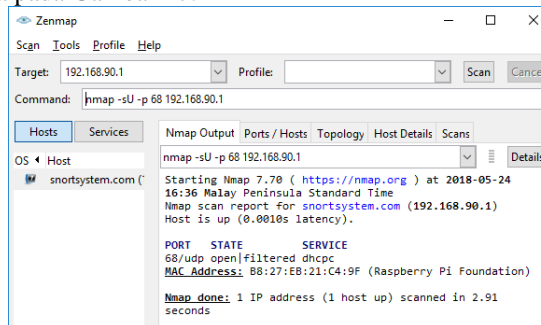 pada Gambar
Zenmap
Scan Tools Profile Help
Target: 192.168.90.1 Profile: Scan Cance
Command: nmap -sU -p 68 192.168.90.1
Hosts Services Nmap Output Ports / Hosts Topology Host Details Scans
OS Host nmap -sU -p 68 192.168.90.1 Details
snortsystem.com (
Starting Nmap 7.70 ( https://nmap.org ) at 2018-05-24
16:36 Malay Peninsula Standard Time
Nmap scan report for snortsystem.com (192.168.90.1)
Host is up (0.0010s latency).
PORT STATE SERVICE
68/udp open|filtered dhcpc
MAC Address: B8:27:EB:21:C4:9F (Raspberry Pi Foundation)
Nmap done: 1 IP address (1 host up) scanned in 2.91
seconds